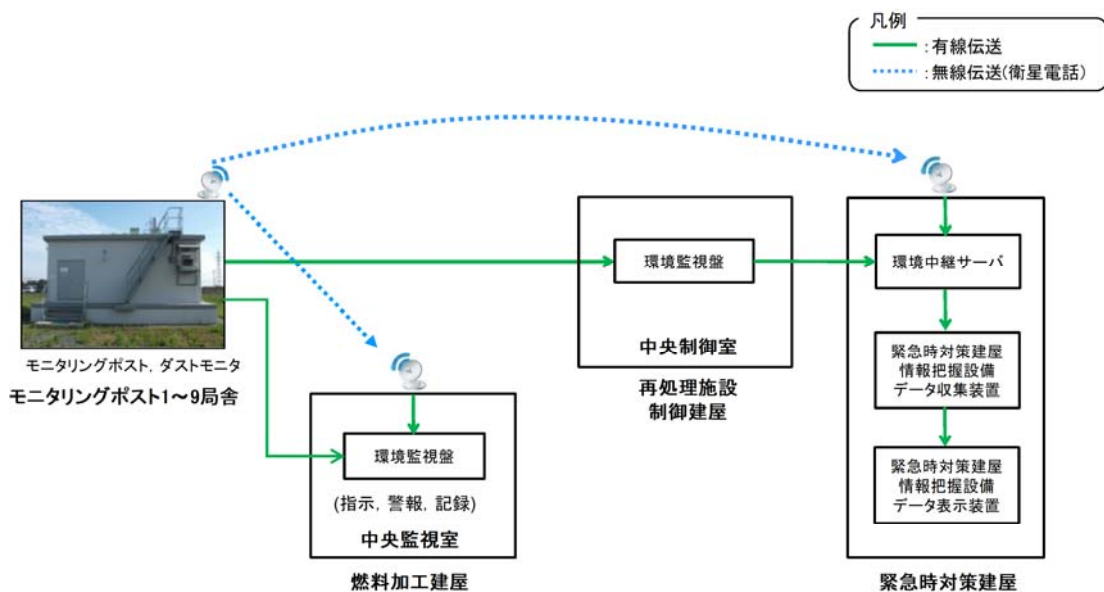 凡例
：有線伝送
：無線伝送(衛星電話)
モニタリングポスト，ダストモニタ
モニタリングポスト1～9局舎
環境監視盤
(指示，警報，記録)
中央監視室
燃料加工建屋
環境監視盤
中央制御室
再処理施設
制御建屋
環境中継サーバ
緊急時対策建屋
情報把握設備
データ収集装置
緊急時対策建屋
情報把握設備
データ表示装置
緊急時対策建屋